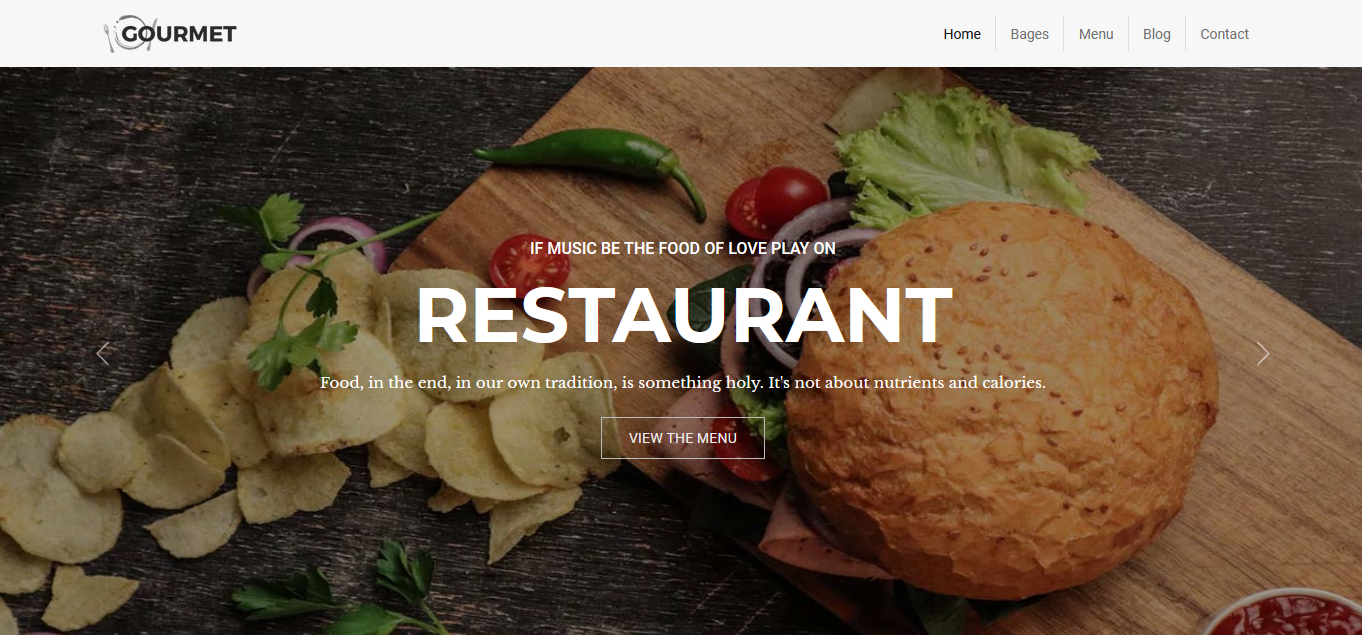 GOURMET
Home
Bages
Menu
Blog
Contact
IF MUSIC BE THE FOOD OF LOVE PLAY ON
RESTAURANT
Food, in the end, in our own tradition, is something holy. It's not about nutrients and calories.
VIEW THE MENU